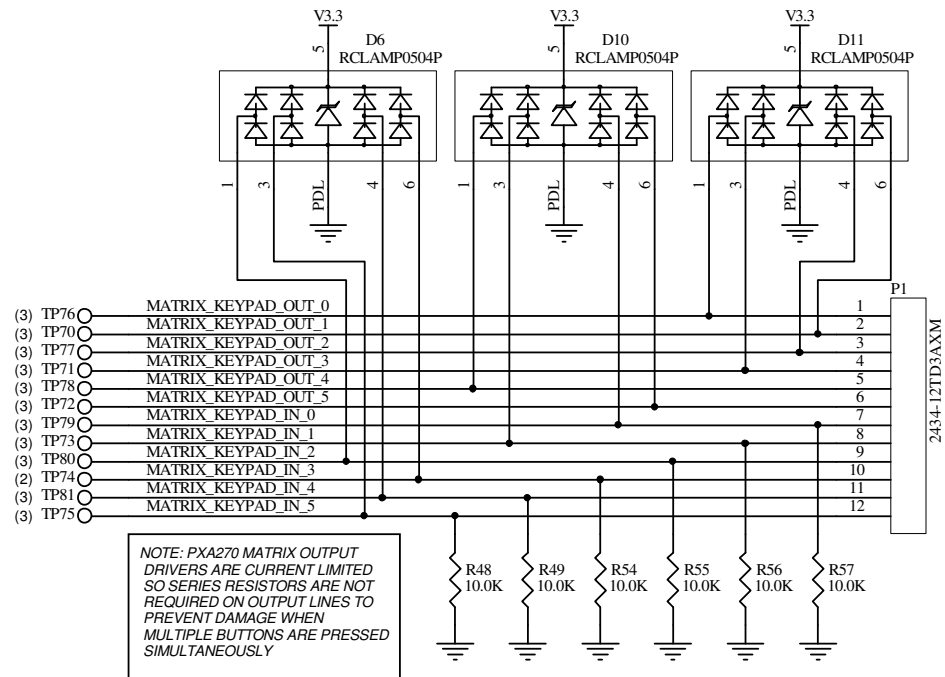 V3.3 V3.3 V3.3
5 D6 5 D10 5 D11
RCLAMP0504P RCLAMP0504P RCLAMP0504P
1 3 PDL 4 6 1 3 PDL 4 6 1 3 PDL 4 6
P1
(3) TP76 MATRIX_KEYPAD_OUT_0 1
(3) TP70 MATRIX_KEYPAD_OUT_1 2
(3) TP77 MATRIX_KEYPAD_OUT_2 3
(3) TP71 MATRIX_KEYPAD_OUT_3 4
(3) TP78 MATRIX_KEYPAD_OUT_4 5
(3) TP72 MATRIX_KEYPAD_OUT_5 6
(3) TP79 MATRIX_KEYPAD_IN_0 7
(3) TP73 MATRIX_KEYPAD_IN_1 8
(3) TP80 MATRIX_KEYPAD_IN_2 9
(2) TP74 MATRIX_KEYPAD_IN_3 10
(3) TP81 MATRIX_KEYPAD_IN_4 11
(3) TP75 MATRIX_KEYPAD_IN_5 12
2434-12TD3AXM
NOTE: PXA270 MATRIX OUTPUT
DRIVERS ARE CURRENT LIMITED
SO SERIES RESISTORS ARE NOT
REQUIRED ON OUTPUT LINES TO
PREVENT DAMAGE WHEN
MULTIPLE BUTTONS ARE PRESSED
SIMULTANEOUSLY
R48 R49 R54 R55 R56 R57
10.0K 10.0K 10.0K 10.0K 10.0K 10.0K